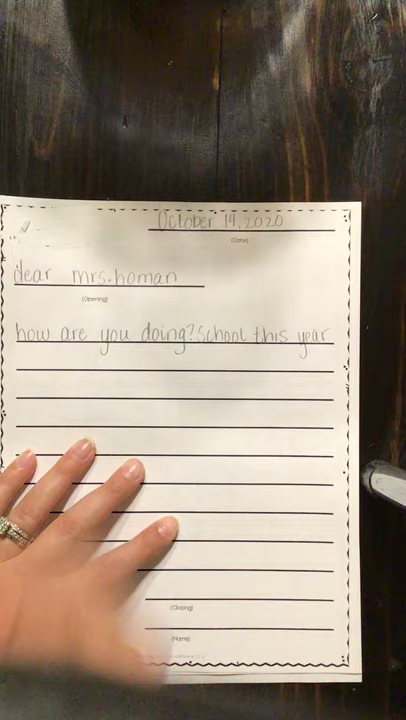 October 14, 2020
(Date)
dear mrs. homan
(Opening)
how are you doing? School this year
(Closing)
(Name)